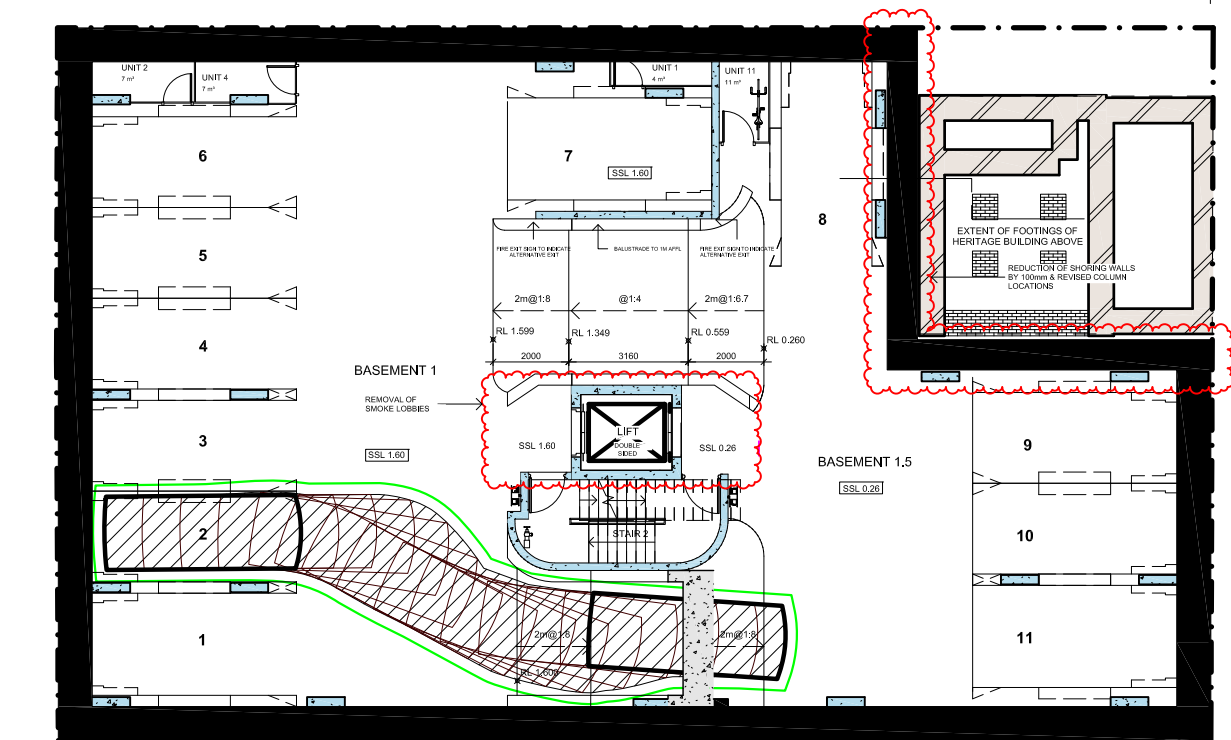 UNIT 2
7 m²
UNIT 4
7 m²
UNIT 1
4 m²
UNIT 11
11 m²
6
7
SSL 1.60
8
5
FIRE EXIT SIGN TO INDICATE
ALTERNATIVE EXIT
BALUSTRADE TO 1M AFFL
FIRE EXIT SIGN TO INDICATE
ALTERNATIVE EXIT
EXTENT OF FOOTINGS OF
HERITAGE BUILDING ABOVE
REDUCTION OF SHORING WALLS
BY 100mm & REVISED COLUMN
LOCATIONS
2m@1:8
@1:4
2m@1:6.7
RL 1.599
RL 1.349
RL 0.559
RL 0.260
4
2000
3160
2000
BASEMENT 1
REMOVAL OF
SMOKE LOBBIES
LIFT
DOUBLE
SIDED
SSL 1.60
SSL 0.26
3
SSL 1.60
BASEMENT 1.5
SSL 0.26
9
2
STAIR 2
10
1
2m@1:8
2m@1:8
11